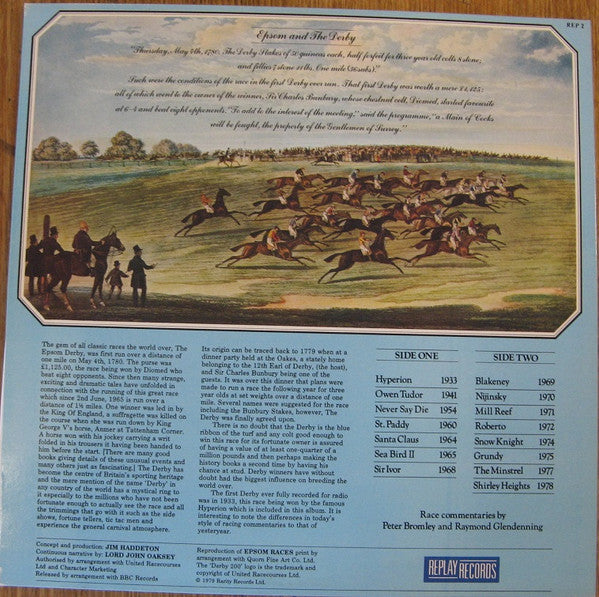 REP 2
Epsom and The Derby
"Thursday, May 4th, 1780. The Derby Stakes of 50 guineas each, half forfeit for three year old colts 8 stone;
and fillies 7 stone 11 lbs. One mile (36 subs)."
Such were the conditions of the race in the first Derby ever run. That first Derby was worth a mere £1,125;
all of which went to the owner of the winner, Sir Charles Bunbury, whose chestnut colt, Diomed, started favourite
at 6-4 and beat eight opponents. "To add to the interest of the meeting," said the programme, "a Main of Cocks
will be fought, the property of the Gentlemen of Surrey."
The gem of all classic races the world over, The
Epsom Derby, was first run over a distance of
one mile on May 4th, 1780. The purse was
£1,125.00, the race being won by Diomed who
beat eight opponents. Since then many strange,
exciting and dramatic tales have unfolded in
connection with the running of this great race
which since 2nd June, 1965 is run over a
distance of 1½ miles. One winner was led in by
the King Of England, a suffragette was killed on
the course when she was run down by King
George V's horse, Anmer at Tattenham Corner.
A horse won with his jockey carrying a writ
folded in his trousers it having been handed to
him before the start. [There are many good
books giving details of these unusual events and
many others just as fascinating.] The Derby has
become the centre of Britain's sporting heritage
and the mere mention of the name 'Derby' in
any country of the world has a mystical ring to
it especially to the millions who have not been
fortunate enough to actually see the race and all
the trimmings that go with it such as the side
shows, fortune tellers, tic tac men and
experience the general carnival atmosphere.
Its origin can be traced back to 1779 when at a
dinner party held at the Oakes, a stately home
belonging to the 12th Earl of Derby, (the host),
and Sir Charles Bunbury being one of the
guests. It was over this dinner that plans were
made to run a race the following year for three
year olds at set weights over a distance of one
mile. Several names were suggested for the race
including the Bunbury Stakes, however, The
Derby was finally agreed upon.
There is no doubt that the Derby is the blue
ribbon of the turf and any colt good enough to
win this race for its fortunate owner is assured
of having a value of at least one-quarter of a
million pounds and then perhaps making the
history books a second time by having his
chance at stud. Derby winners have without
doubt had the biggest influence on breeding the
world over.
The first Derby ever fully recorded for radio
was in 1933, this race being won by the famous
Hyperion which is included in this album. It is
interesting to note the differences in today's
style of racing commentaries to that of
yesteryear.
SIDE ONE
Hyperion 1933
Owen Tudor 1941
Never Say Die 1954
St. Paddy 1960
Santa Claus 1964
Sea Bird II 1965
Sir Ivor 1968
SIDE TWO
Blakeney 1969
Nijinsky 1970
Mill Reef 1971
Roberto 1972
Snow Knight 1974
Grundy 1975
The Minstrel 1977
Shirley Heights 1978
Race commentaries by
Peter Bromley and Raymond Glendenning
Concept and production: JIM HADDETON
Continuous narrative by: LORD JOHN OAKSEY
Authorised by arrangement with United Racecourses
Ltd and Character Marketing
Released by arrangement with BBC Records
Reproduction of EPSOM RACES print by
arrangement with Quorn Fine Art Co. Ltd.
The 'Derby 200' logo is the trademark and
copyright of United Racecourses Ltd.
© 1979 Rarity Records Ltd.
REPLAY RECORDS